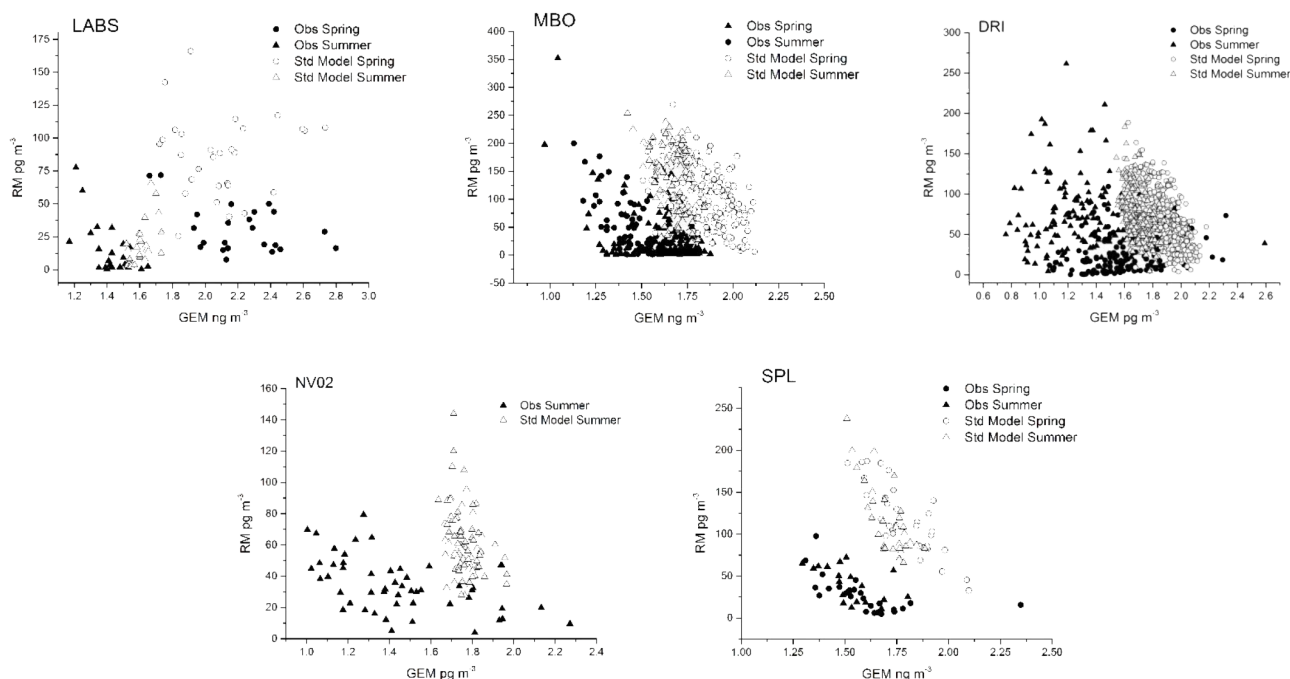 LABS
Obs Spring
Obs Summer
Std Model Spring
Std Model Summer
RM pg m⁻³
175
150
125
100
75
50
25
0
1.2 1.4 1.6 1.8 2.0 2.2 2.4 2.6 2.8 3.0
GEM ng m⁻³
MBO
Obs Spring
Obs Summer
Std Model Spring
Std Model Summer
RM pg m⁻³
400
350
300
250
200
150
100
50
0
-50
1.00 1.25 1.50 1.75 2.00 2.25 2.50
GEM ng m⁻³
DRI
Obs Spring
Obs Summer
Std Model Spring
Std Model Summer
RM pg m⁻³
300
250
200
150
100
50
0
0.6 0.8 1.0 1.2 1.4 1.6 1.8 2.0 2.2 2.4 2.6
GEM pg m⁻³
NV02
Obs Summer
Std Model Summer
RM pg m⁻³
160
140
120
100
80
60
40
20
0
1.0 1.2 1.4 1.6 1.8 2.0 2.2 2.4
GEM pg m⁻³
SPL
Obs Spring
Obs Summer
Std Model Spring
Std Model Summer
RM pg m⁻³
250
200
150
100
50
0
1.00 1.25 1.50 1.75 2.00 2.25 2.50
GEM ng m⁻³